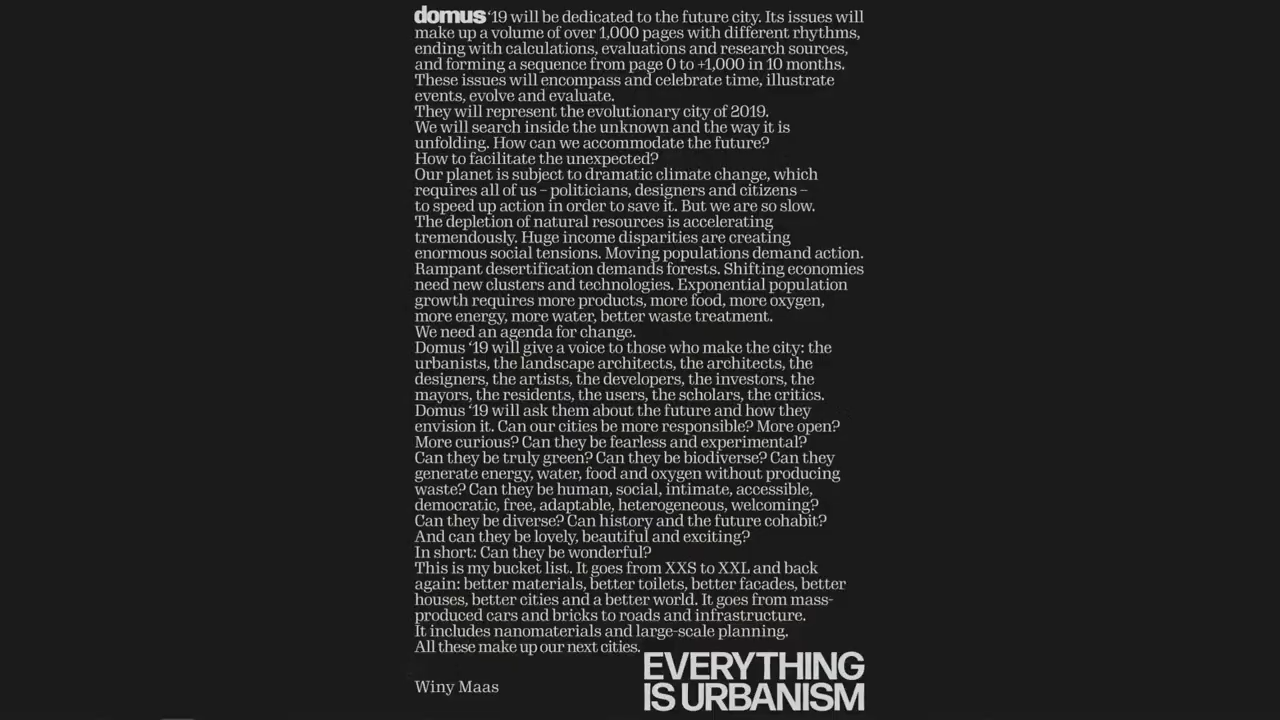 domus '19 will be dedicated to the future city. Its issues will
make up a volume of over 1,000 pages with different rhythms,
ending with calculations, evaluations and research sources,
and forming a sequence from page 0 to +1,000 in 10 months.
These issues will encompass and celebrate time, illustrate
events, evolve and evaluate.
They will represent the evolutionary city of 2019.
We will search inside the unknown and the way it is
unfolding. How can we accommodate the future?
How to facilitate the unexpected?
Our planet is subject to dramatic climate change, which
requires all of us – politicians, designers and citizens –
to speed up action in order to save it. But we are so slow.
The depletion of natural resources is accelerating
tremendously. Huge income disparities are creating
enormous social tensions. Moving populations demand action.
Rampant desertification demands forests. Shifting economies
need new clusters and technologies. Exponential population
growth requires more products, more food, more oxygen,
more energy, more water, better waste treatment.
We need an agenda for change.
Domus '19 will give a voice to those who make the city: the
urbanists, the landscape architects, the architects, the
designers, the artists, the developers, the investors, the
mayors, the residents, the users, the scholars, the critics.
Domus '19 will ask them about the future and how they
envision it. Can our cities be more responsible? More open?
More curious? Can they be fearless and experimental?
Can they be truly green? Can they be biodiverse? Can they
generate energy, water, food and oxygen without producing
waste? Can they be human, social, intimate, accessible,
democratic, free, adaptable, heterogeneous, welcoming?
Can they be diverse? Can history and the future cohabit?
And can they be lovely, beautiful and exciting?
In short: Can they be wonderful?
This is my bucket list. It goes from XXS to XXL and back
again: better materials, better toilets, better facades, better
houses, better cities and a better world. It goes from mass-
produced cars and bricks to roads and infrastructure.
It includes nanomaterials and large-scale planning.
All these make up our next cities.
Winy Maas
EVERYTHING
IS URBANISM